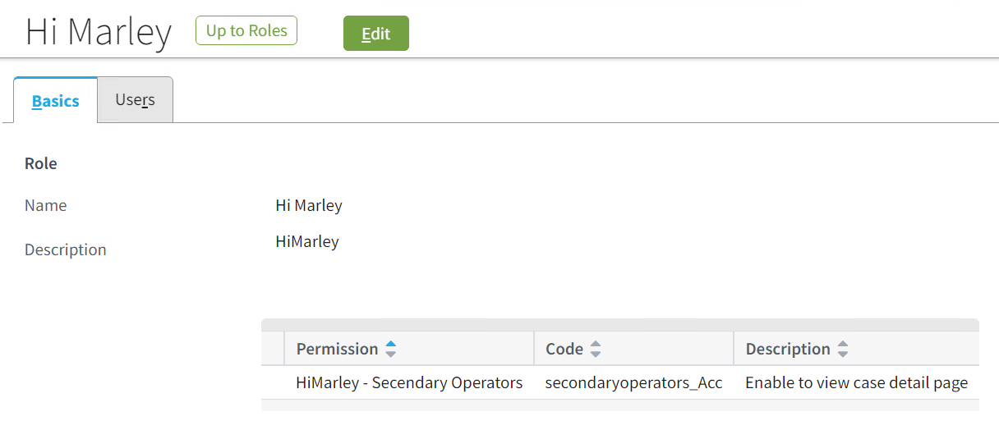 Hi Marley Up to Roles Edit
Basics Users
Role
Name Hi Marley
Description HiMarley
Permission Code Description
HiMarley - Secendary Operators secondaryoperators_Acc Enable to view case detail page